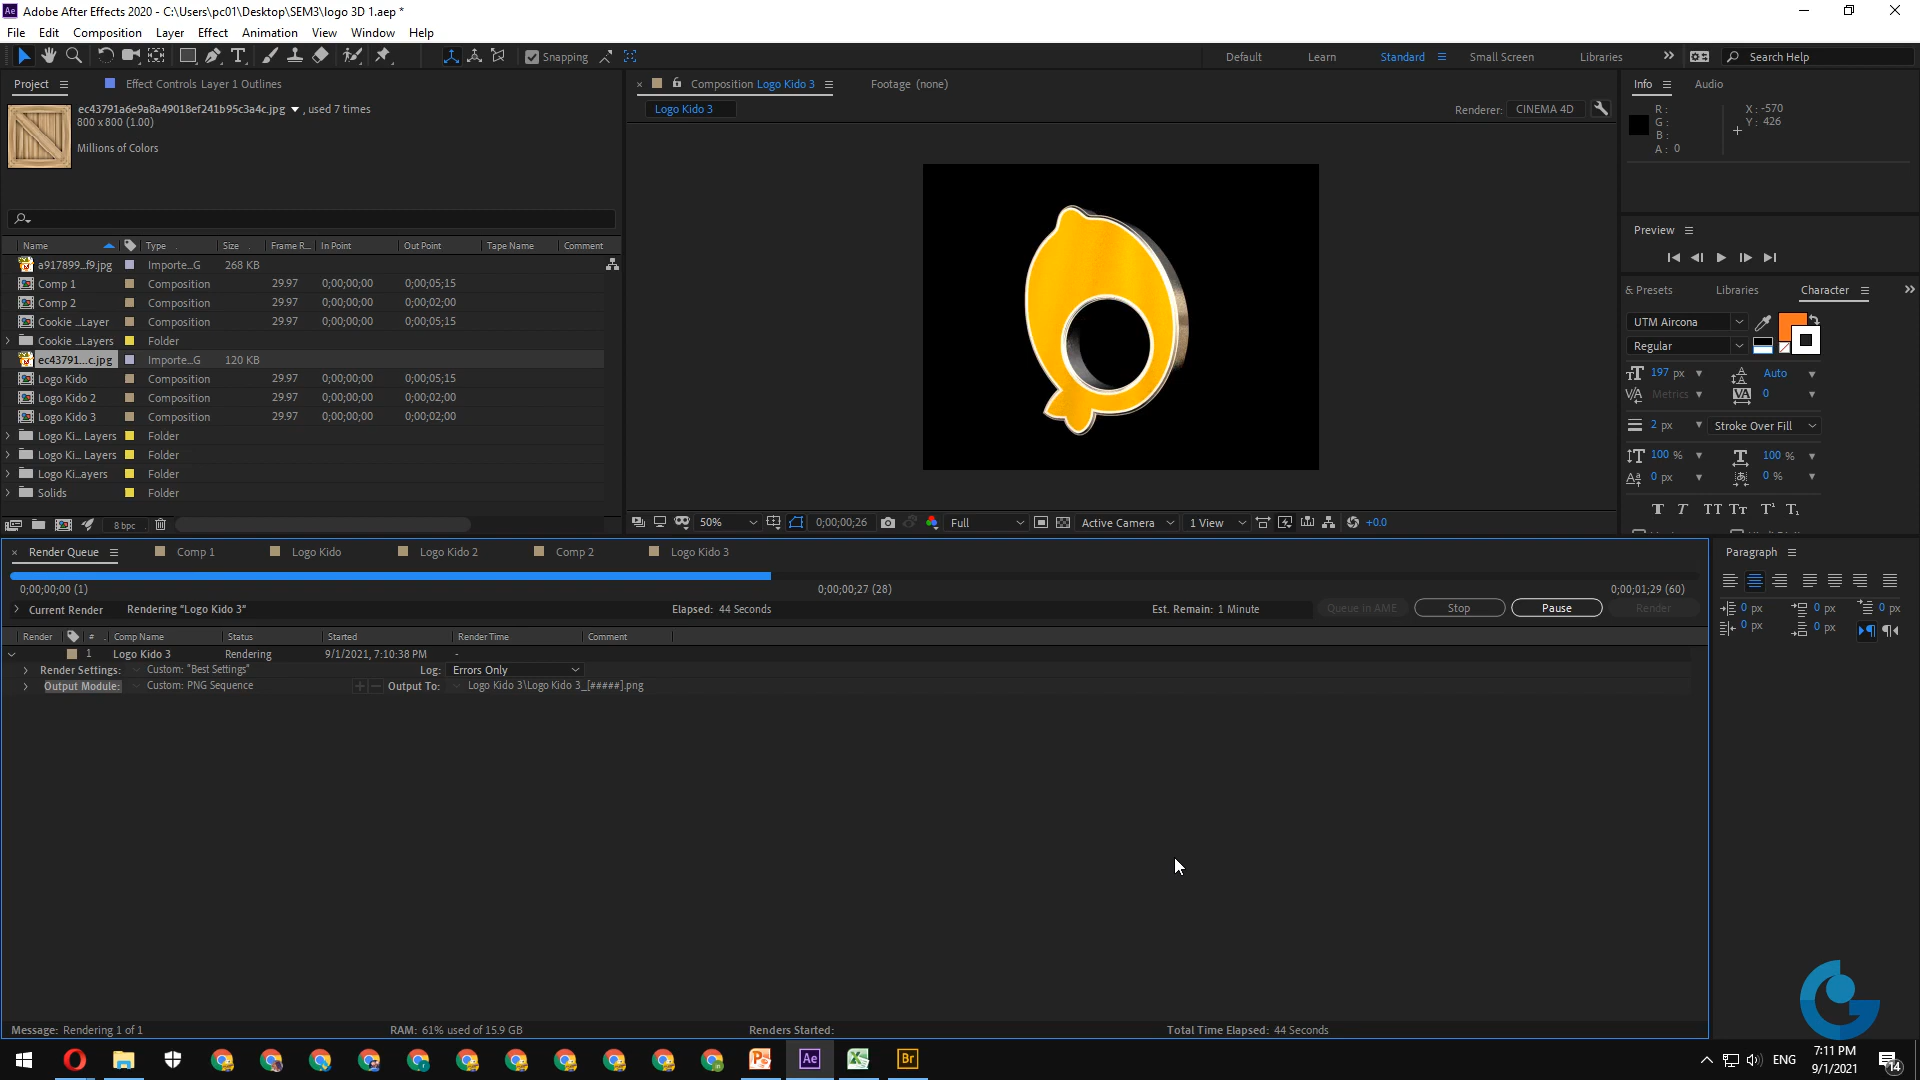 Adobe After Effects 2020 - C:\Users\pc01\Desktop\SEM3\logo 3D 1.aep *
File Edit Composition Layer Effect Animation View Window Help
Snapping
Default Learn Standard Small Screen Libraries Search Help
Project Effect Controls Layer 1 Outlines
ec43791a6e9a8a49018ef241b95c3a4c.jpg , used 7 times
800 x 800 (1.00)
Millions of Colors
Composition Logo Kido 3 Footage (none)
Logo Kido 3
Renderer: CINEMA 4D
Info Audio
R :
G :
B :
A : 0
X : -570
Y : 426
Preview
Name Type Size Frame R... In Point Out Point Tape Name Comment
a917899...f9.jpg Importe...G 268 KB
Comp 1 Composition 29.97 0;00;00;00 0;00;05;15
Comp 2 Composition 29.97 0;00;00;00 0;00;02;00
Cookie ...Layer Composition 29.97 0;00;00;00 0;00;05;15
Cookie ...Layers Folder
ec43791...c.jpg Importe...G 120 KB
Logo Kido Composition 29.97 0;00;00;00 0;00;05;15
Logo Kido 2 Composition 29.97 0;00;00;00 0;00;02;00
Logo Kido 3 Composition 29.97 0;00;00;00 0;00;02;00
Logo Ki... Layers Folder
Logo Ki... Layers Folder
Logo Ki...ayers Folder
Solids Folder
8 bpc
50% 0;00;00;26 Full Active Camera 1 View +0.0
& Presets Libraries Character
UTM Aircona
Regular
197 px Auto
Metrics 0
2 px Stroke Over Fill
100 % 100 %
0 px 0 %
Paragraph
0 px 0 px 0 px
0 px 0 px
Render Queue Comp 1 Logo Kido Logo Kido 2 Comp 2 Logo Kido 3
0;00;00;00 (1) 0;00;00;27 (28) 0;00;01;29 (60)
Current Render Rendering "Logo Kido 3" Elapsed: 44 Seconds Est. Remain: 1 Minute Queue in AME Stop Pause Render
Render # Comp Name Status Started Render Time Comment
1 Logo Kido 3 Rendering 9/1/2021, 7:10:38 PM -
Render Settings: Custom: "Best Settings" Log: Errors Only
Output Module: Custom: PNG Sequence Output To: Logo Kido 3\Logo Kido 3_[#####].png
Message: Rendering 1 of 1 RAM: 61% used of 15.9 GB Renders Started: Total Time Elapsed: 44 Seconds
Ae Br
ENG
7:11 PM
9/1/2021
14